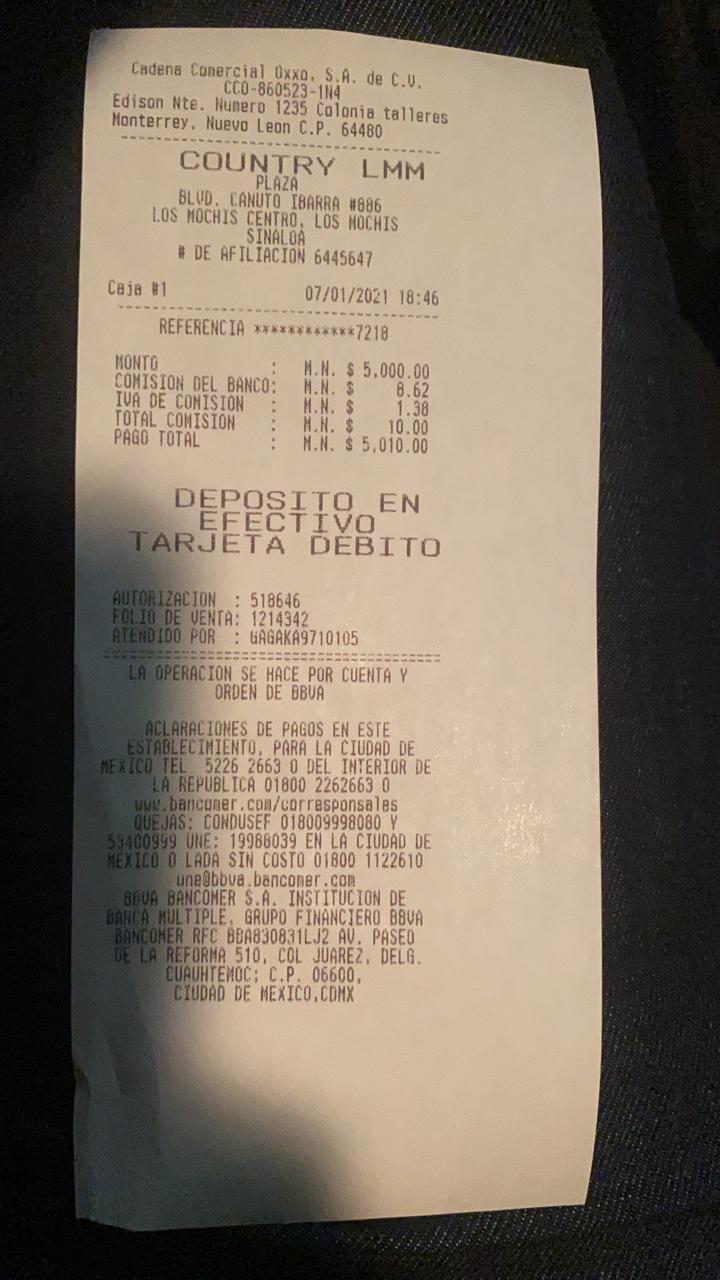 Cadena Comercial Oxxo, S.A. de C.V.
CCO-860523-1N4
Edison Nte. Numero 1235 Colonia talleres
Monterrey, Nuevo Leon C.P. 64480
COUNTRY LMM
PLAZA
BLVD. CANUTO IBARRA #886
LOS MOCHIS CENTRO, LOS MOCHIS
SINALOA
# DE AFILIACION 6445647
Caja #1 07/01/2021 18:46
REFERENCIA ************7218
MONTO : M.N. $ 5,000.00
COMISION DEL BANCO: M.N. $ 8.62
IVA DE COMISION : M.N. $ 1.38
TOTAL COMISION : M.N. $ 10.00
PAGO TOTAL : M.N. $ 5,010.00
DEPOSITO EN
EFECTIVO
TARJETA DEBITO
AUTORIZACION : 518646
FOLIO DE VENTA: 1214342
ATENDIDO POR : GAGAKA9710105
LA OPERACION SE HACE POR CUENTA Y
ORDEN DE BBVA
ACLARACIONES DE PAGOS EN ESTE
ESTABLECIMIENTO, PARA LA CIUDAD DE
MEXICO TEL. 5226 2663 O DEL INTERIOR DE
LA REPUBLICA 01800 2262663 O
www.bancomer.com/corresponsales
QUEJAS: CONDUSEF 018009998080 Y
53400999 UNE: 19988039 EN LA CIUDAD DE
MEXICO O LADA SIN COSTO 01800 1122610
une@bbva.bancomer.com
BBVA BANCOMER S.A. INSTITUCION DE
BANCA MULTIPLE, GRUPO FINANCIERO BBVA
BANCOMER RFC BBA830831LJ2 AV. PASEO
DE LA REFORMA 510, COL JUAREZ, DELG.
CUAUHTEMOC; C.P. 06600,
CIUDAD DE MEXICO,CDMX